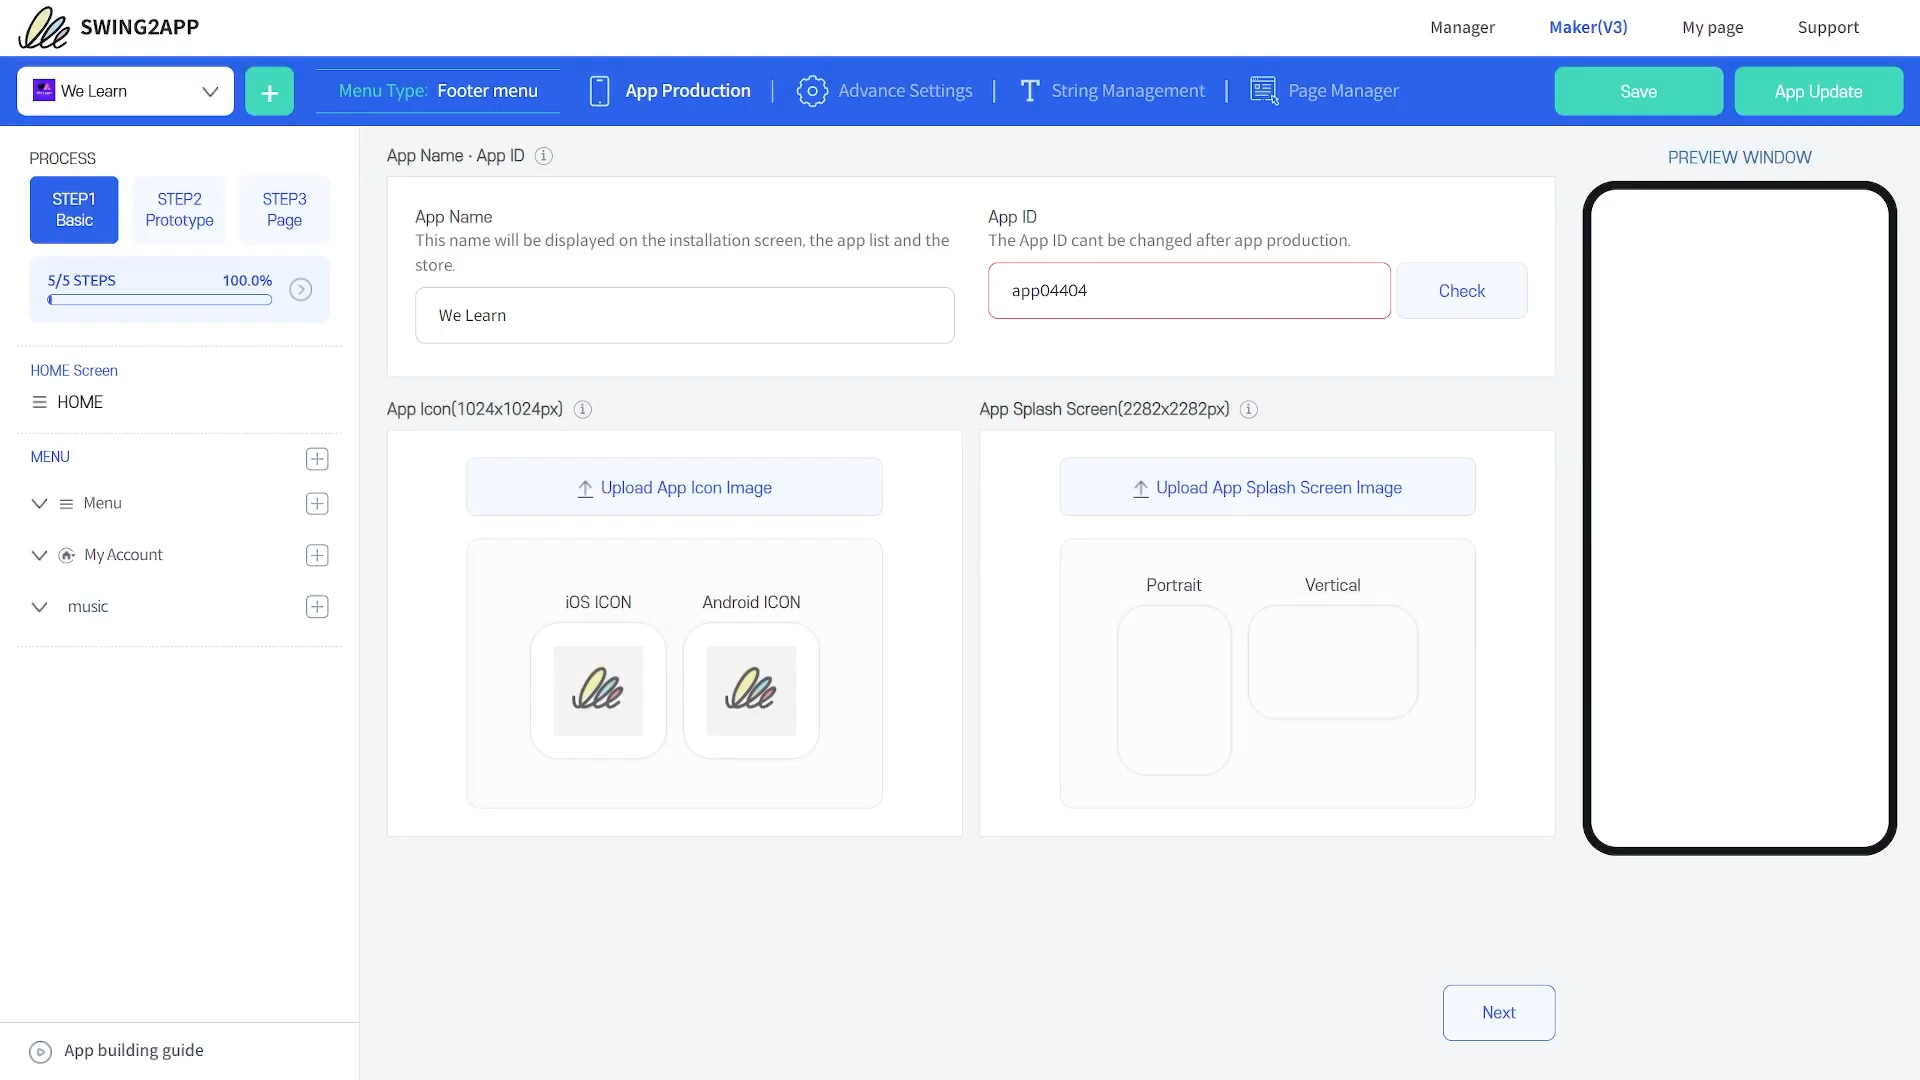 SWING2APP
Manager
Maker(V3)
My page
Support
We Learn
+
Menu Type: Footer menu
App Production
Advance Settings
String Management
Page Manager
Save
App Update
PROCESS
STEP1
Basic
STEP2
Prototype
STEP3
Page
5/5 STEPS 100.0%
HOME Screen
HOME
MENU
Menu
My Account
music
App building guide
App Name · App ID
App Name
This name will be displayed on the installation screen, the app list and the
store.
We Learn
App ID
The App ID cant be changed after app production.
app04404
Check
App Icon(1024x1024px)
Upload App Icon Image
iOS ICON
Android ICON
App Splash Screen(2282x2282px)
Upload App Splash Screen Image
Portrait
Vertical
Next
PREVIEW WINDOW